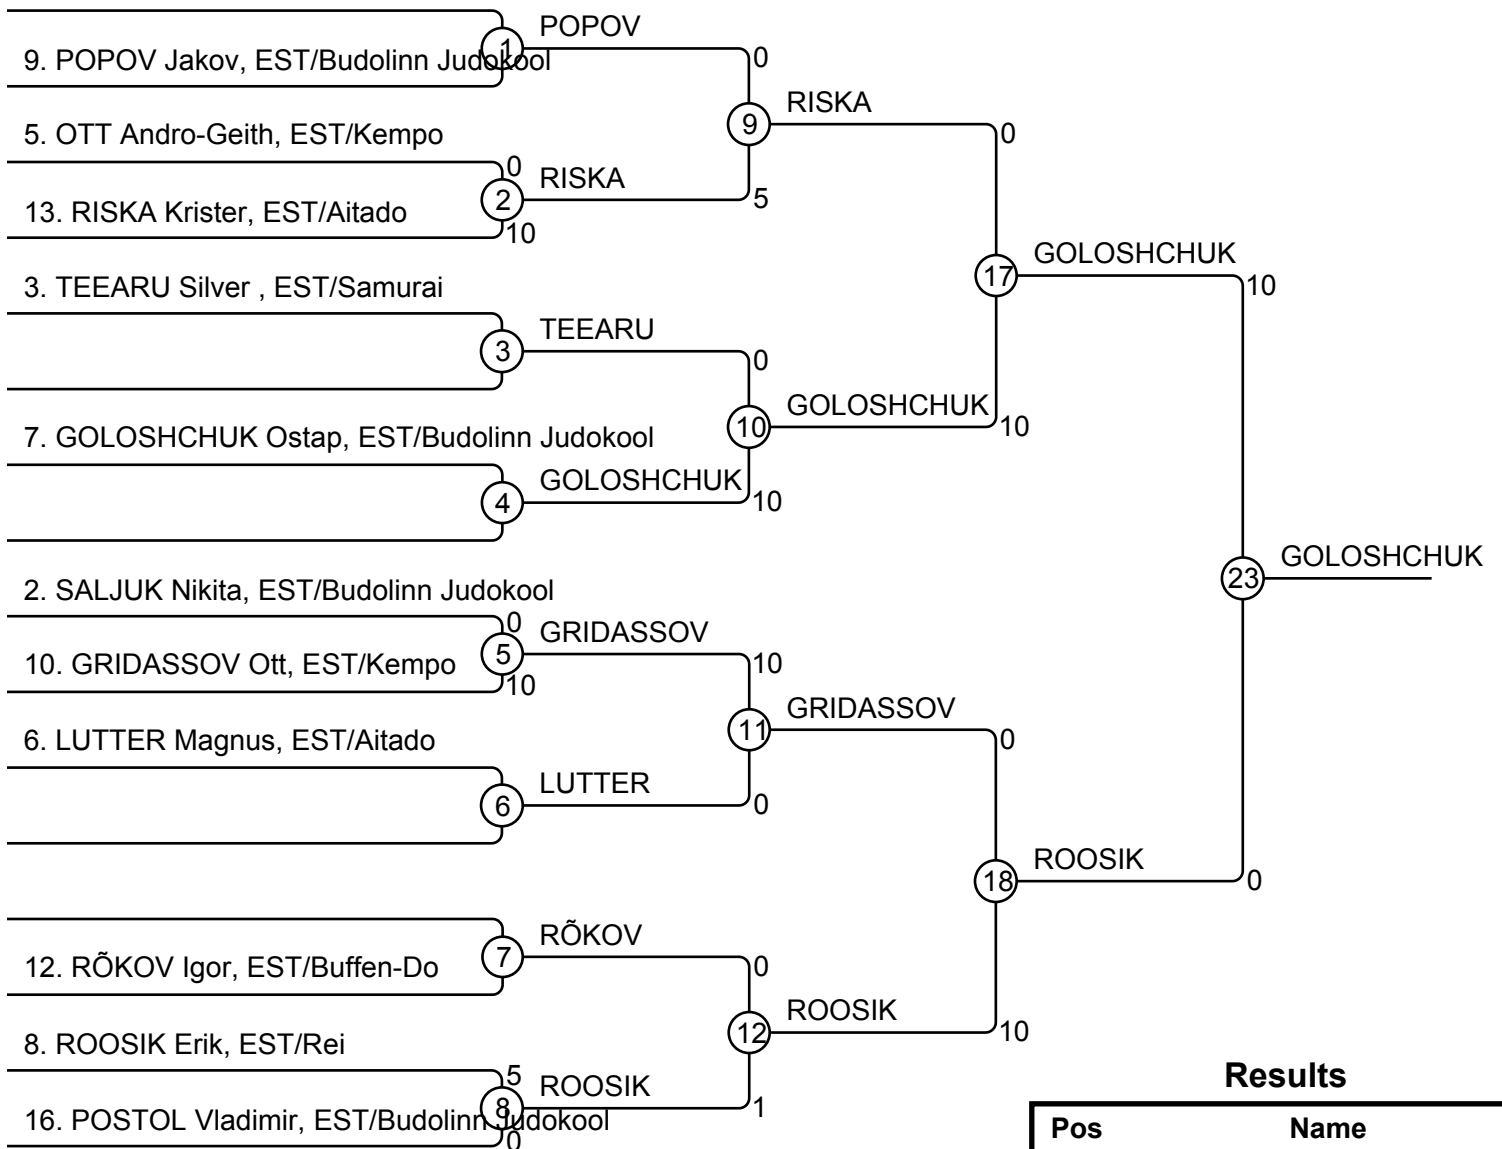 POPOV
9. POPOV Jakov, EST/Budolinn Judokool
1
0
5. OTT Andro-Geith, EST/Kempo
RISKA
9
0
0
RISKA
2
13. RISKA Krister, EST/Aitado
10
5
GOLOSHCHUK
17
10
3. TEEARU Silver , EST/Samurai
TEEARU
3
0
GOLOSHCHUK
10
10
7. GOLOSHCHUK Ostap, EST/Budolinn Judokool
GOLOSHCHUK
4
10
GOLOSHCHUK
23
2. SALJUK Nikita, EST/Budolinn Judokool
0
GRIDASSOV
5
10. GRIDASSOV Ott, EST/Kempo
10
10
GRIDASSOV
11
0
6. LUTTER Magnus, EST/Aitado
LUTTER
6
0
ROOSIK
18
0
RÕKOV
7
12. RÕKOV Igor, EST/Buffen-Do
0
ROOSIK
12
10
8. ROOSIK Erik, EST/Rei
5
ROOSIK
8
1
16. POSTOL Vladimir, EST/Budolinn Judokool
0
Results
Pos Name